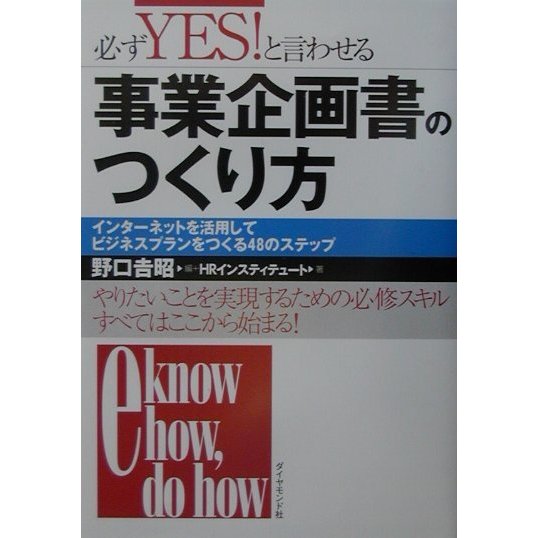 必ずYES!と言わせる
事業企画書の
つくり方
インターネットを活用して
ビジネスプランをつくる48のステップ
野口吉昭▶編+HRインスティテュート▶著
やりたいことを実現するための必修スキル
すべてはここから始まる!
e know
how,
do how
ダイヤモンド社